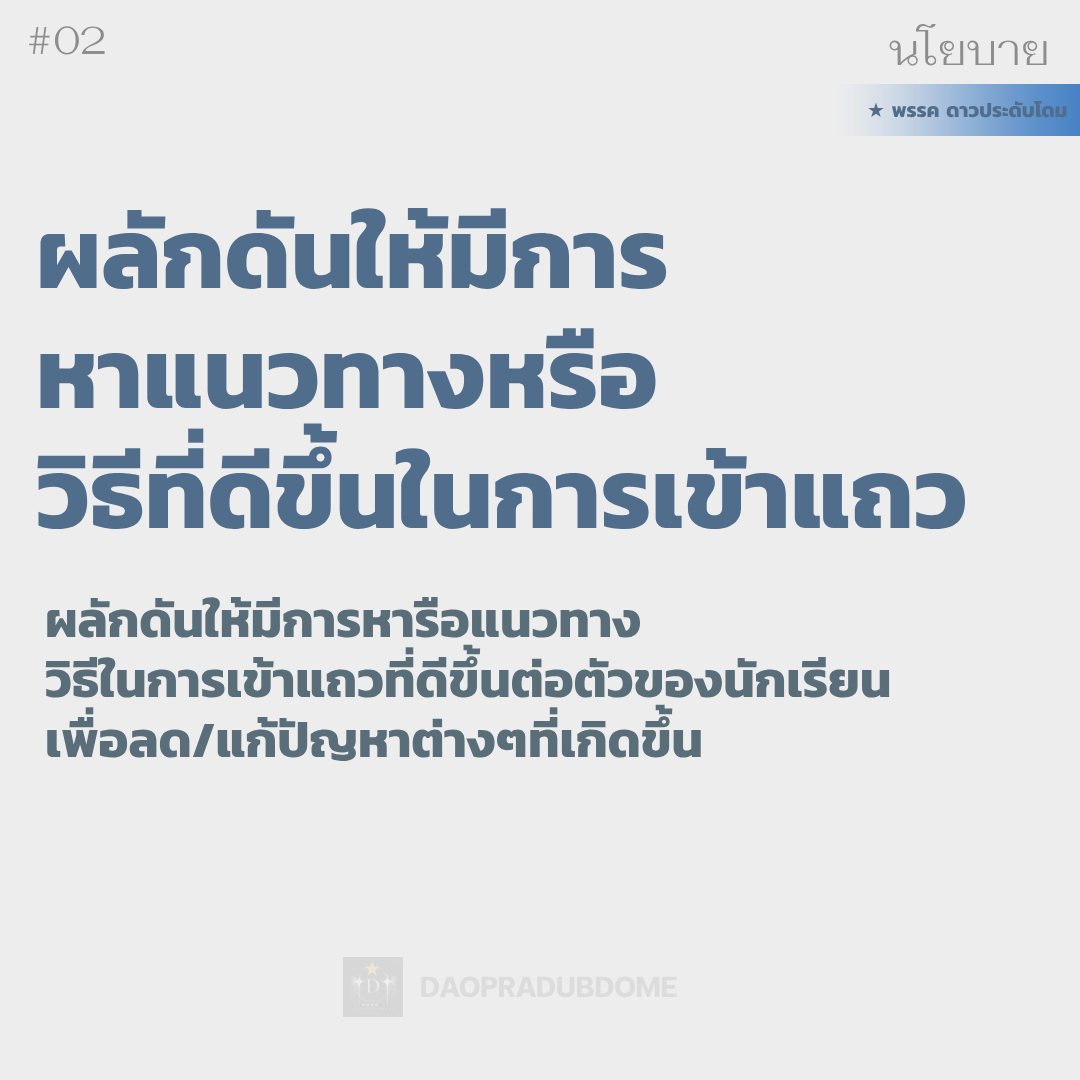 #02
นโยบาย
★ พรรค ดาวประดับโดม
ผลักดันให้มีการ
หาแนวทางหรือ
วิธีที่ดีขึ้นในการเข้าแถว
ผลักดันให้มีการหารือแนวทาง
วิธีในการเข้าแถวที่ดีขึ้นต่อตัวของนักเรียน
เพื่อลด/แก้ปัญหาต่างๆที่เกิดขึ้น
D
DAOPRADUBDOME